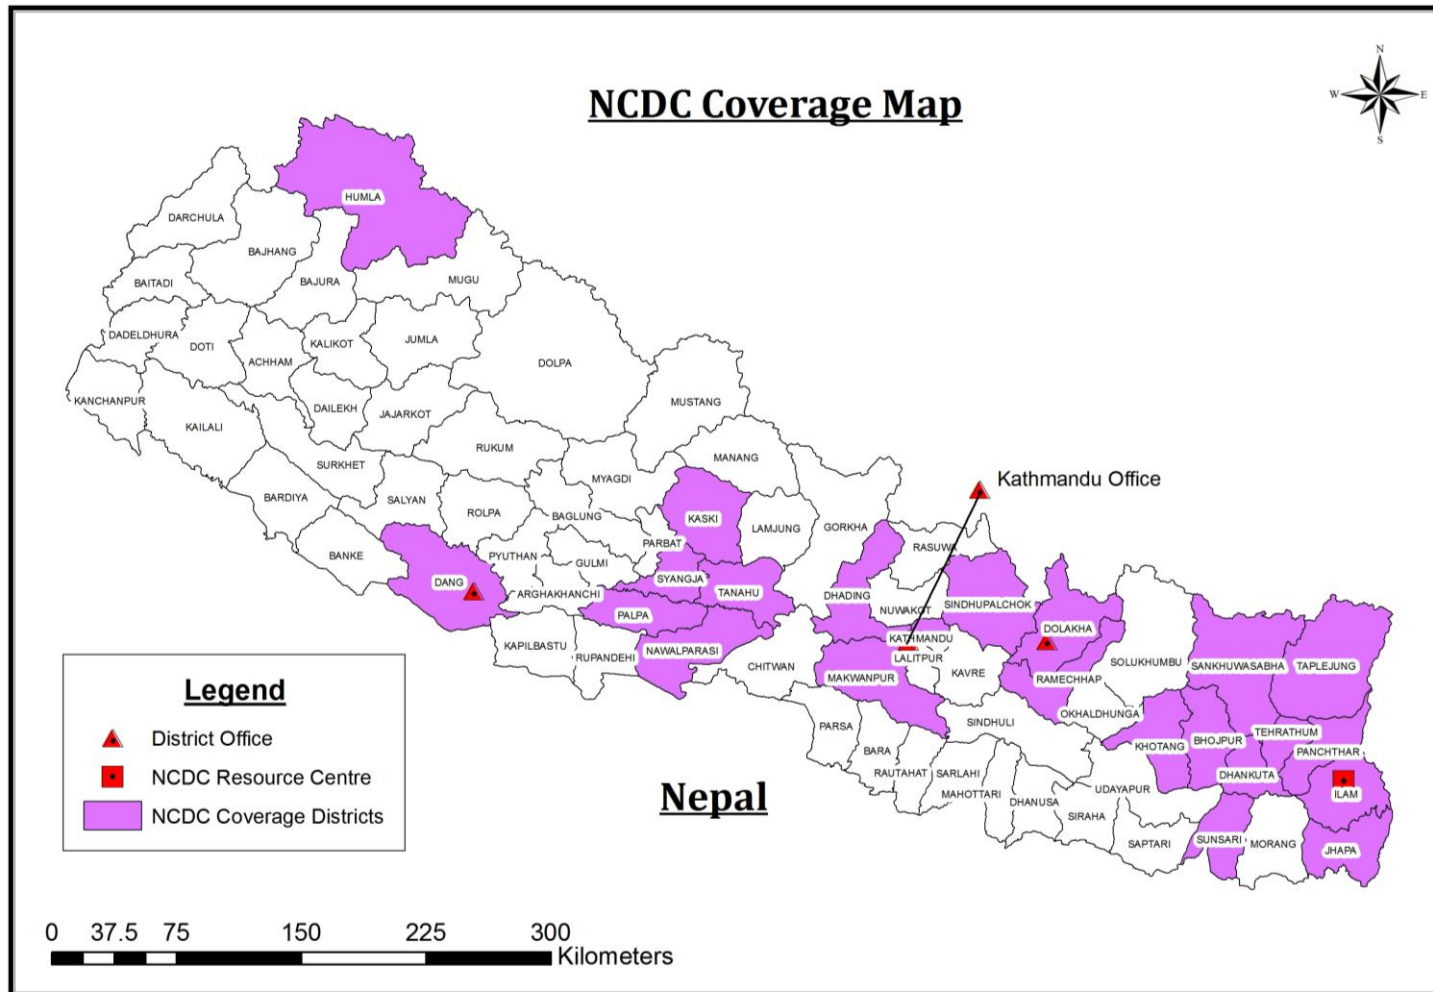 NCDC Coverage Map
N
W
E
S
HUMLA
DARCHULA
BAJHANG
BAITADI
BAJURA
MUGU
DADELDHURA
DOTI
ACHHAM
KALIKOT
JUMLA
DOLPA
KANCHANPUR
KAILALI
DAILEKH
JAJARKOT
MUSTANG
SURKHET
RUKUM
MANANG
BARDIYA
SALYAN
ROLPA
MYAGDI
BAGLUNG
KASKI
LAMJUNG
GORKHA
Kathmandu Office
BANKE
DANG
PYUTHAN
GULMI
PARBAT
SYANGJA
TANAHU
ARGHAKHANCHI
PALPA
DHADING
RASUWA
NUWAKOT
SINDHUPALCHOK
DOLAKHA
KAPILBASTU
RUPANDEHI
NAWALPARASI
CHITWAN
KATHMANDU
LALITPUR
MAKWANPUR
KAVRE
RAMECHHAP
SOLUKHUMBU
SANKHUWASABHA
TAPLEJUNG
OKHALDHUNGA
PARSA
BARA
RAUTAHAT
SARLAHI
MAHOTTARI
SINDHULI
DHANUSA
SIRAHA
UDAYAPUR
SAPTARI
KHOTANG
BHOJPUR
TEHRATHUM
PANCHTHAR
DHANKUTA
ILAM
SUNSARI
MORANG
JHAPA
Legend
District Office
NCDC Resource Centre
NCDC Coverage Districts
Nepal
0 37.5 75 150 225 300
Kilometers